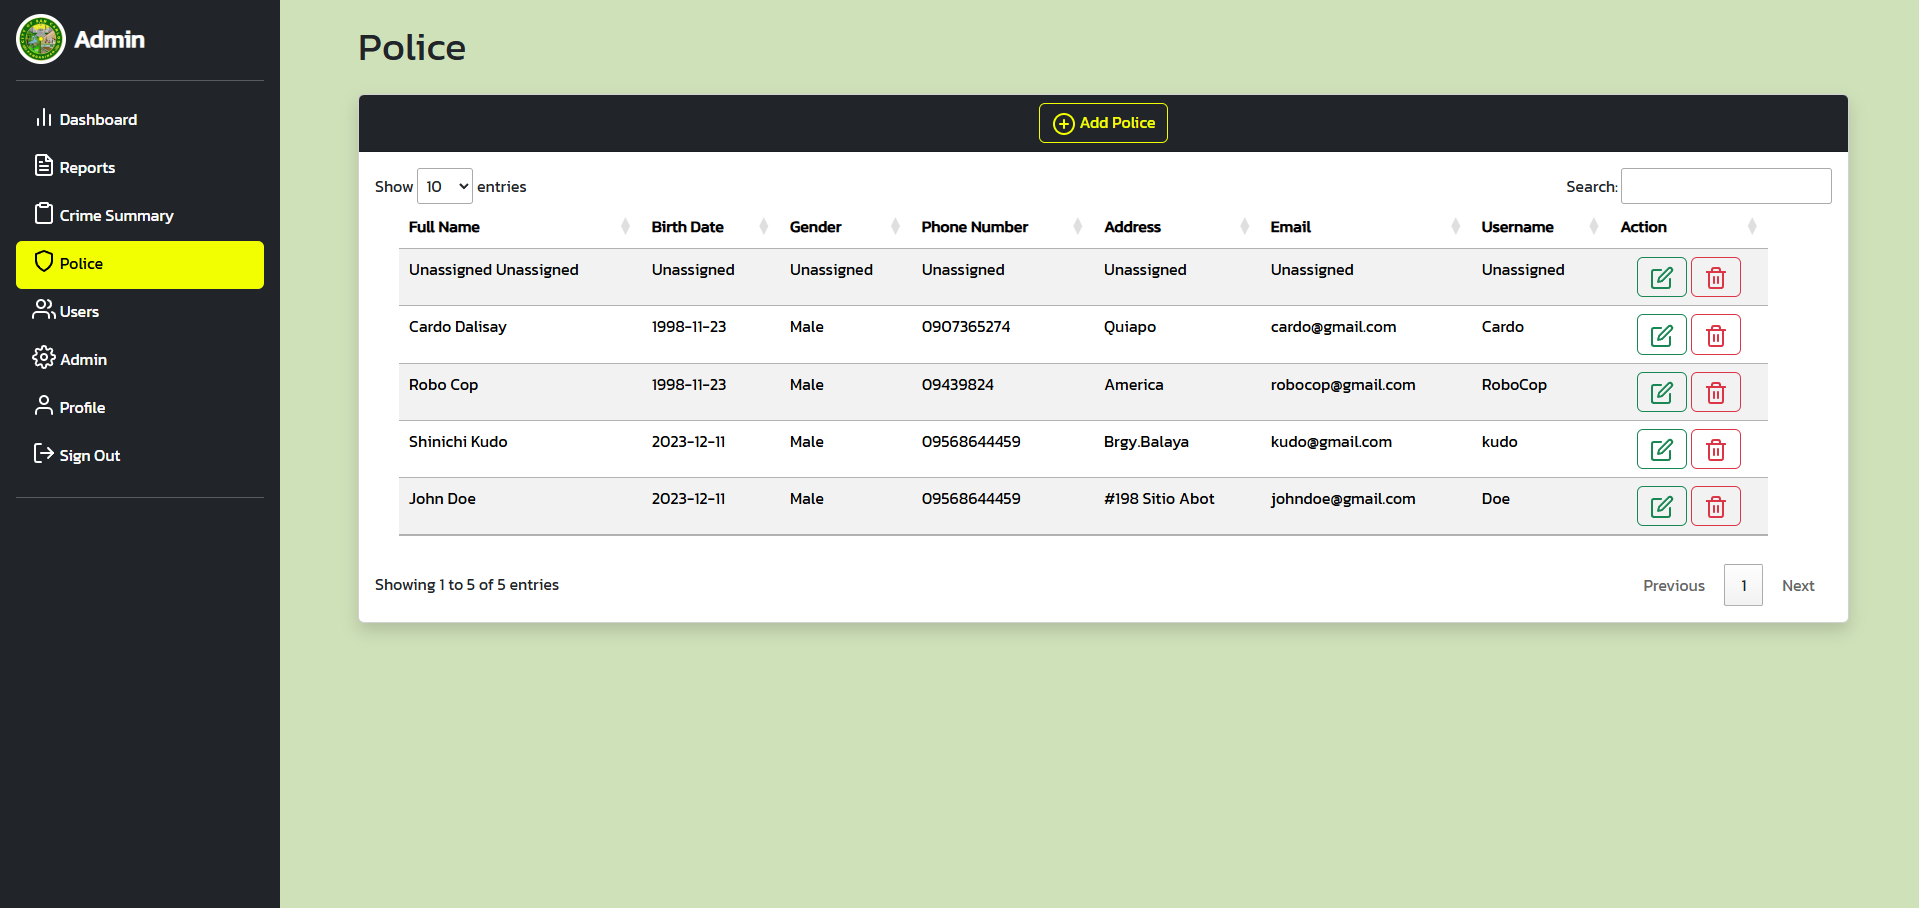 Admin
Dashboard
Reports
Crime Summary
Police
Users
Admin
Profile
Sign Out
Police
Add Police
Show 10 entries
Search:
Full Name Birth Date Gender Phone Number Address Email Username Action
Unassigned Unassigned Unassigned Unassigned Unassigned Unassigned Unassigned Unassigned
Cardo Dalisay 1998-11-23 Male 0907365274 Quiapo cardo@gmail.com Cardo
Robo Cop 1998-11-23 Male 09439824 America robocop@gmail.com RoboCop
Shinichi Kudo 2023-12-11 Male 09568644459 Brgy.Balaya kudo@gmail.com kudo
John Doe 2023-12-11 Male 09568644459 #198 Sitio Abot johndoe@gmail.com Doe
Showing 1 to 5 of 5 entries
Previous 1 Next